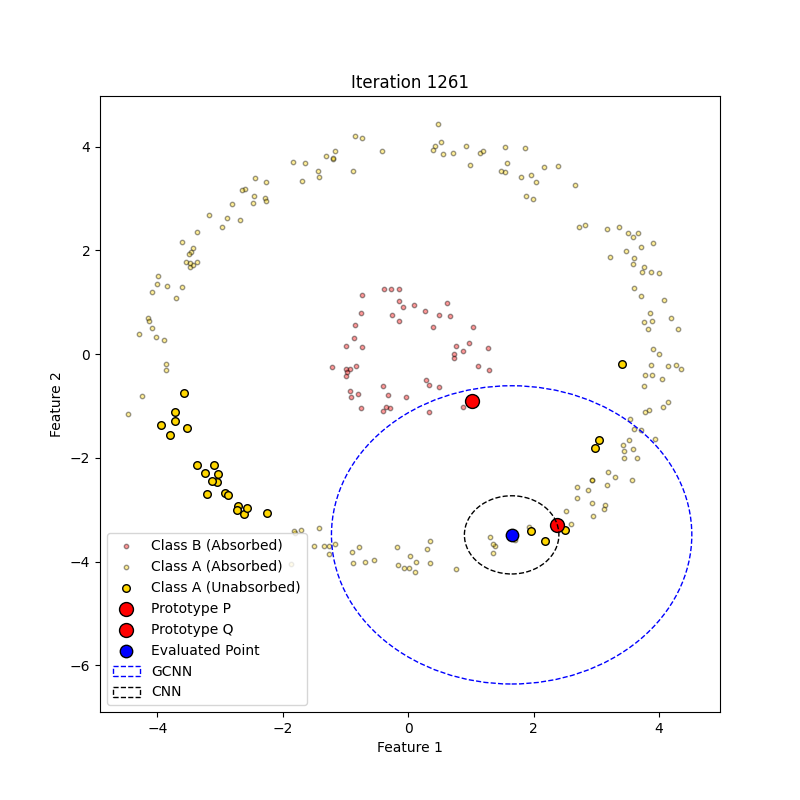 Iteration 1261
4
2
0
−2
−4
−6
Feature 2
Class B (Absorbed)
Class A (Absorbed)
Class A (Unabsorbed)
Prototype P
Prototype Q
Evaluated Point
GCNN
CNN
−4 −2 0 2 4
Feature 1